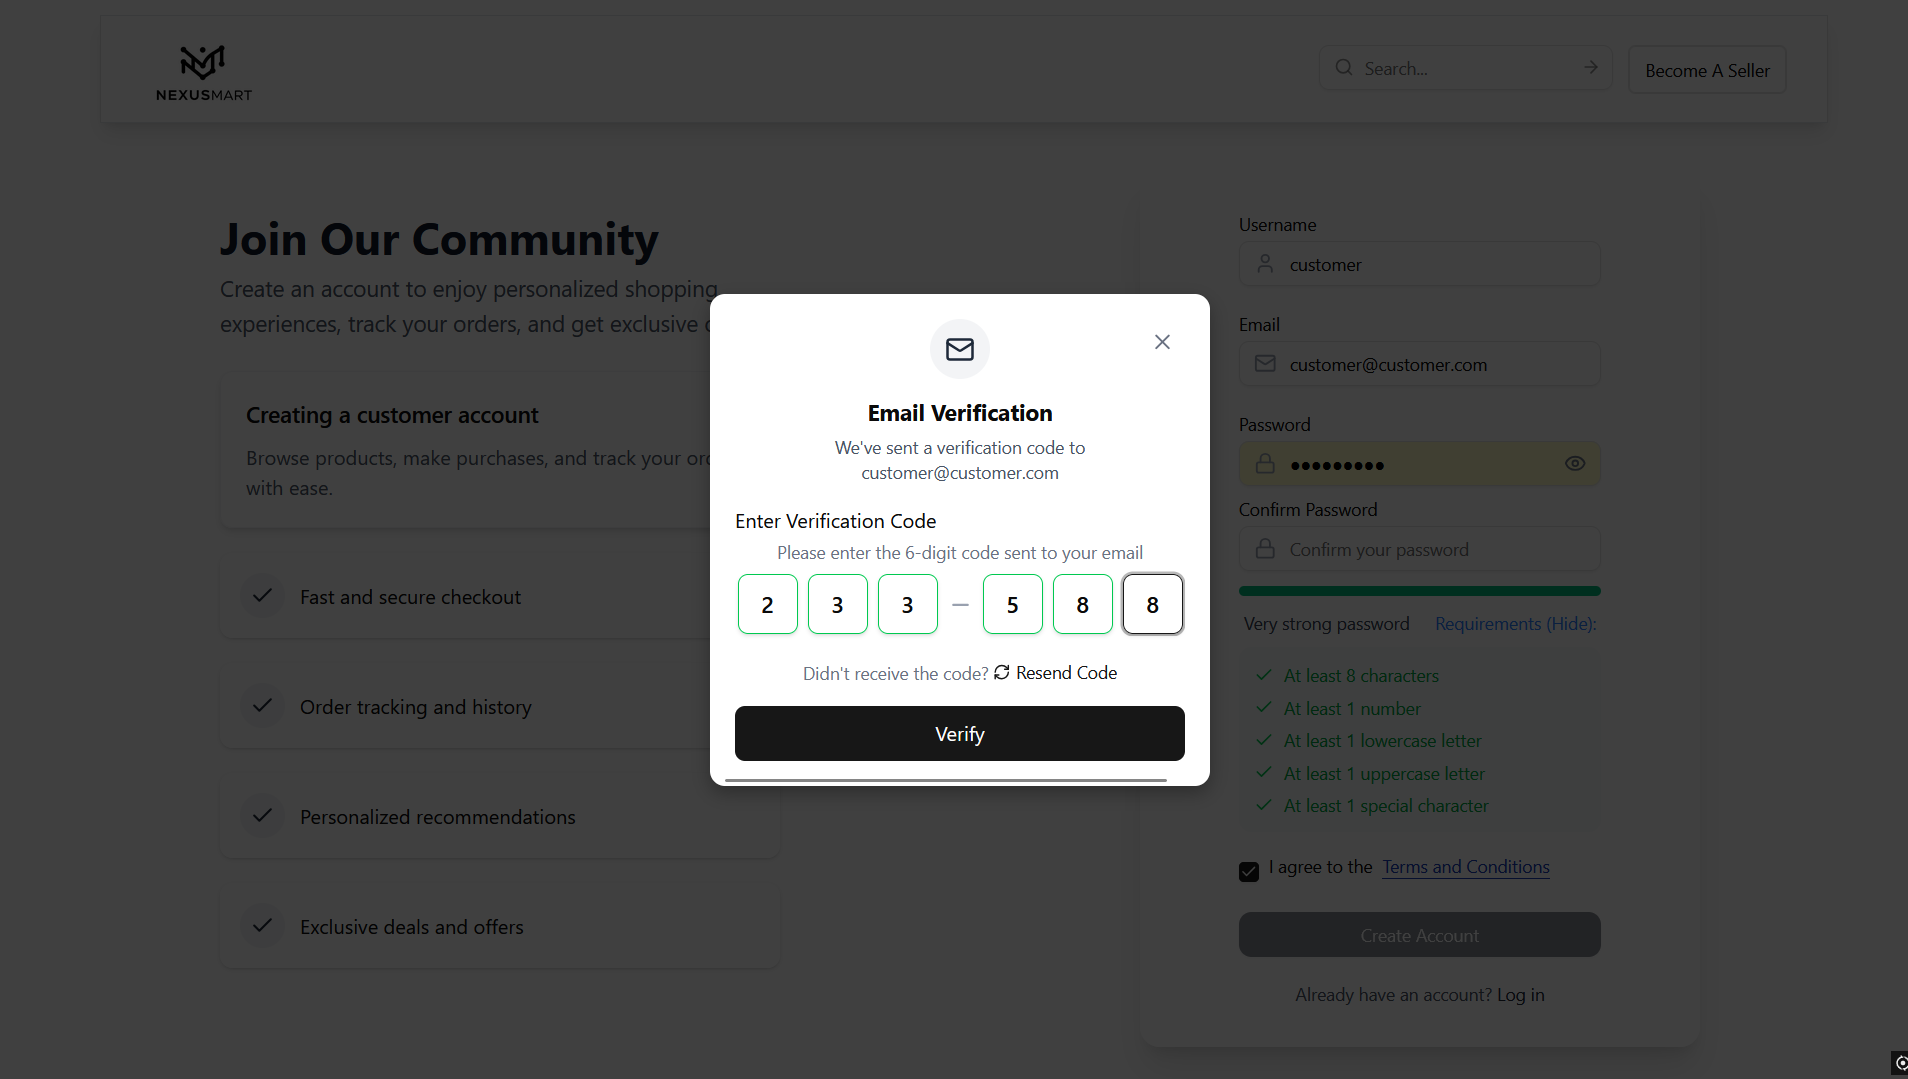 NEXUSMART
Search...
Become A Seller
Join Our Community
Create an account to enjoy personalized shopping
experiences, track your orders, and get exclusive
Creating a customer account
Browse products, make purchases, and track your
with ease.
Fast and secure checkout
Order tracking and history
Personalized recommendations
Exclusive deals and offers
Email Verification
We've sent a verification code to
customer@customer.com
Enter Verification Code
Please enter the 6-digit code sent to your email
2 3 3 – 5 8 8
Didn't receive the code? Resend Code
Verify
Username
customer
Email
customer@customer.com
Password
Confirm Password
Confirm your password
Very strong password Requirements (Hide):
At least 8 characters
At least 1 number
At least 1 lowercase letter
At least 1 uppercase letter
At least 1 special character
I agree to the Terms and Conditions
Create Account
Already have an account? Log in